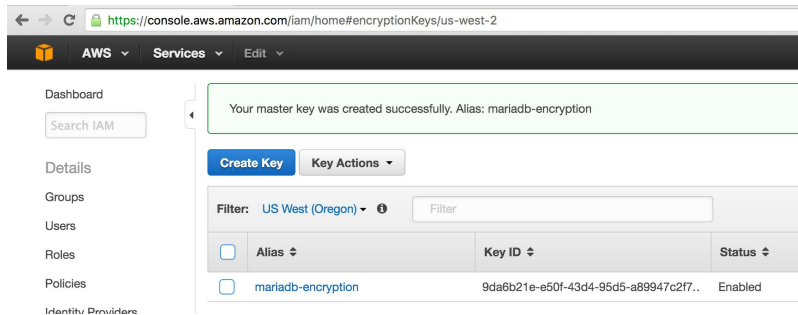 https://console.aws.amazon.com/iam/home#encryptionKeys/us-west-2
AWS Services Edit
Dashboard
Search IAM
Details
Groups
Users
Roles
Policies
Identity Providers
Your master key was created successfully. Alias: mariadb-encryption
Create Key Key Actions
Filter: US West (Oregon) Filter
Alias Key ID Status
mariadb-encryption 9da6b21e-e50f-43d4-95d5-a89947c2f7.. Enabled